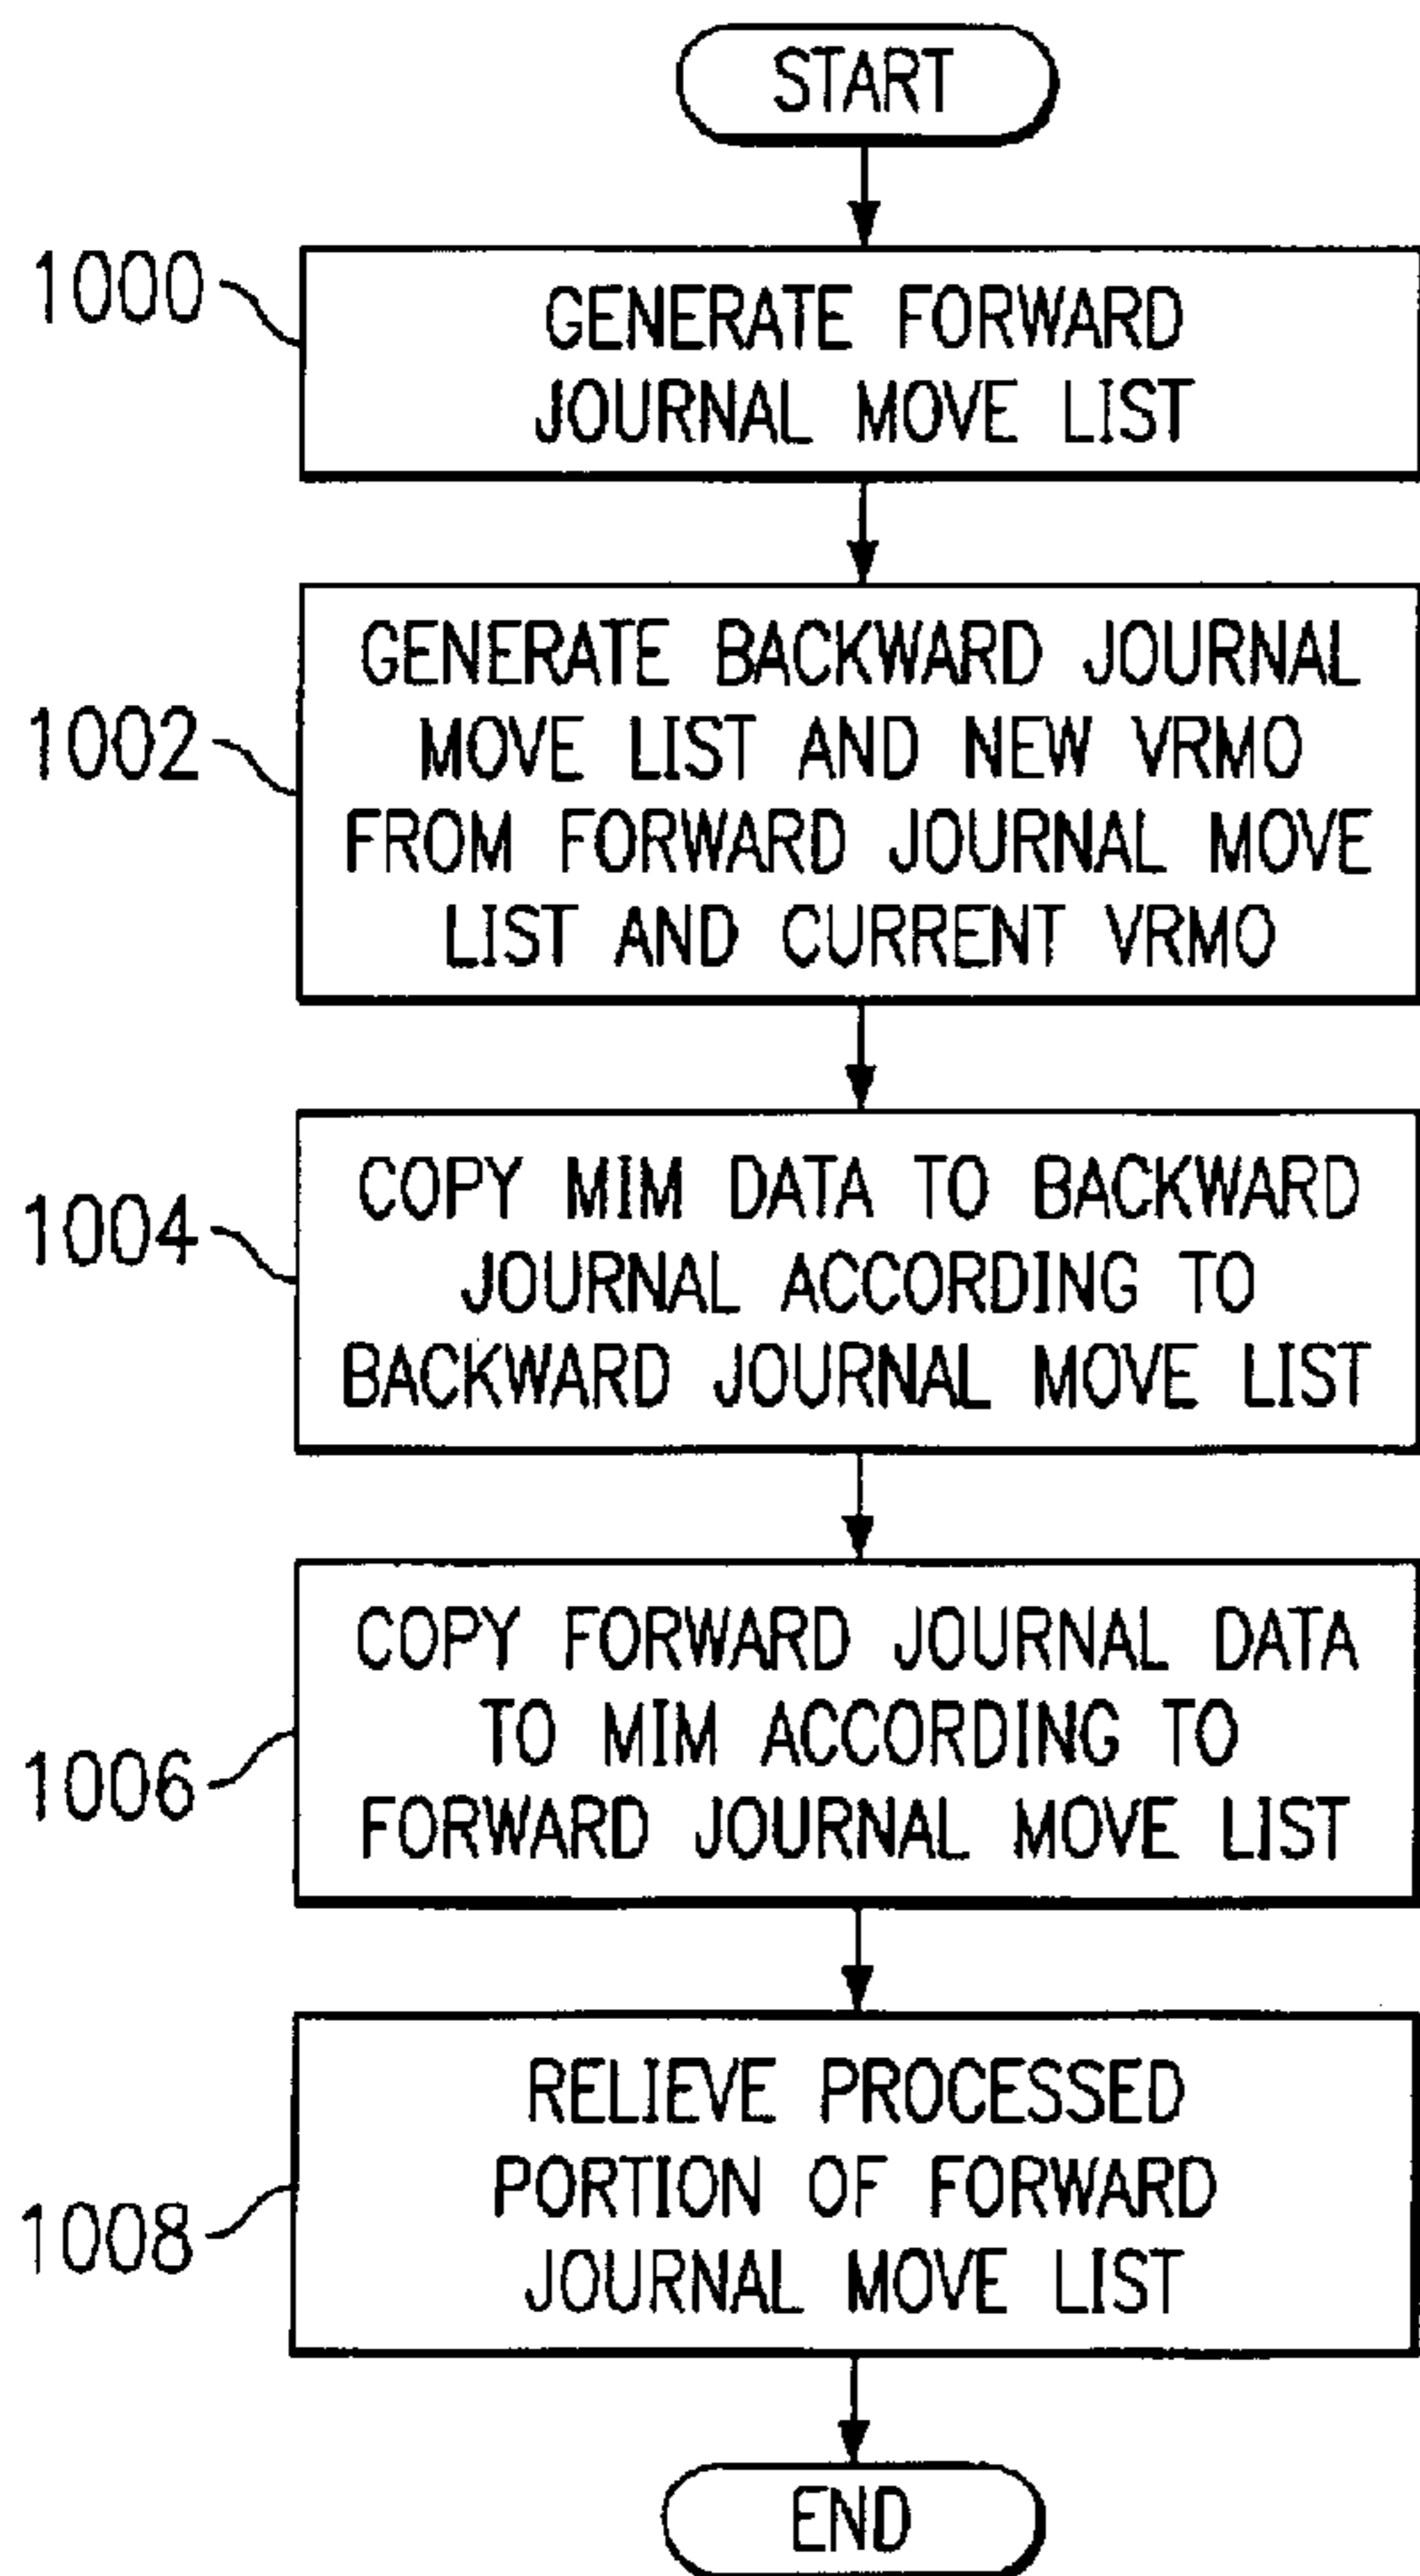 START
1000
GENERATE FORWARD
JOURNAL MOVE LIST
1002
GENERATE BACKWARD JOURNAL
MOVE LIST AND NEW VRMO
FROM FORWARD JOURNAL MOVE
LIST AND CURRENT VRMO
1004
COPY MIM DATA TO BACKWARD
JOURNAL ACCORDING TO
BACKWARD JOURNAL MOVE LIST
1006
COPY FORWARD JOURNAL DATA
TO MIM ACCORDING TO
FORWARD JOURNAL MOVE LIST
1008
RELIEVE PROCESSED
PORTION OF FORWARD
JOURNAL MOVE LIST
END